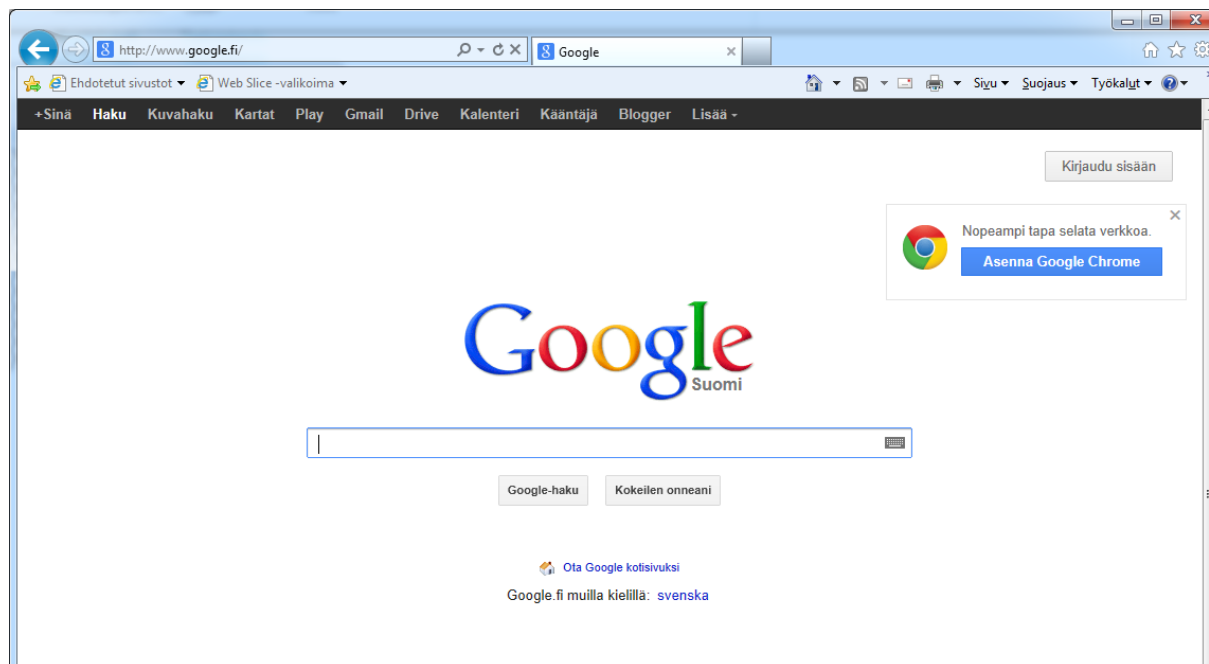 http://www.google.fi/
Google
Ehdotetut sivustot
Web Slice -valikoima
Sivu
Suojaus
Työkalut
+Sinä Haku Kuvahaku Kartat Play Gmail Drive Kalenteri Kääntäjä Blogger Lisää
Kirjaudu sisään
Nopeampi tapa selata verkkoa.
Asenna Google Chrome
Google
Suomi
Google-haku
Kokeilen onneani
Ota Google kotisivuksi
Google.fi muilla kielillä: svenska